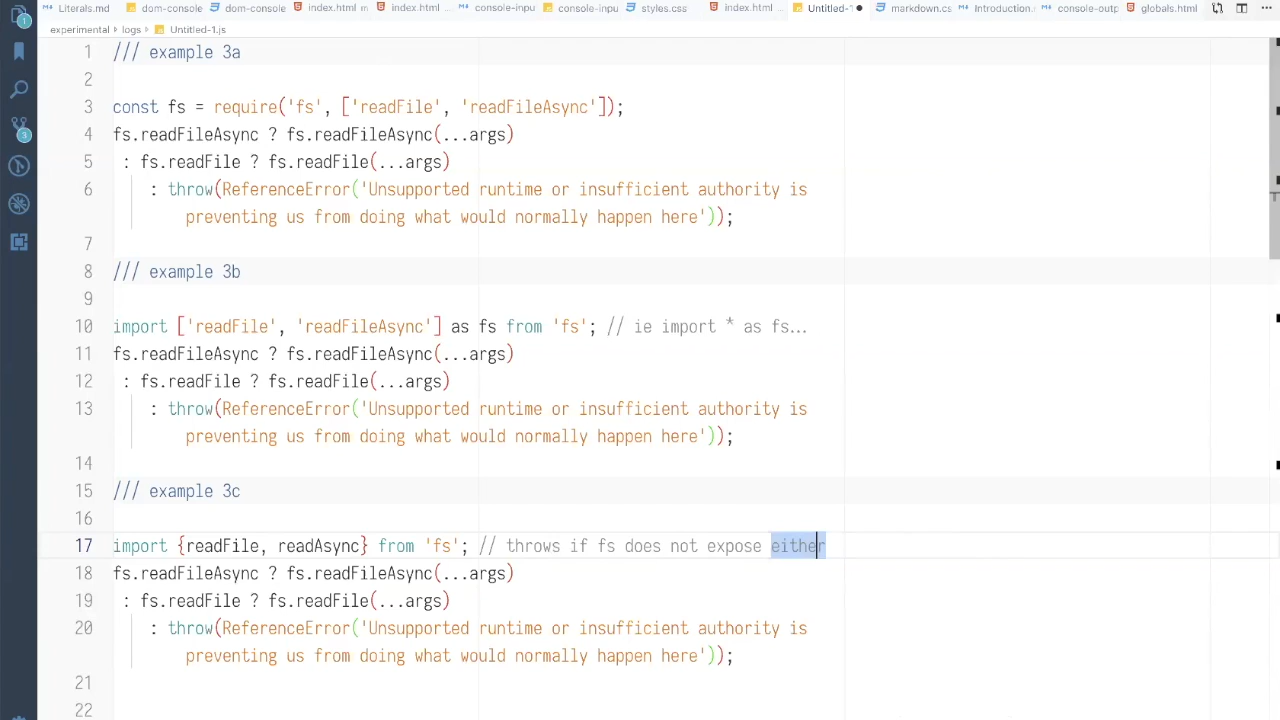 Literals.md dom-console dom-console index.html m index.html ... console-inpu console-inpu styles.css index.html ... Untitled-1 ● markdown.cs Introduction. console-outp globals.html ...
experimental › logs › Untitled-1.js
1 /// example 3a
2
3 const fs = require('fs', ['readFile', 'readFileAsync']);
4 fs.readFileAsync ? fs.readFileAsync(...args)
5 : fs.readFile ? fs.readFile(...args)
6 : throw(ReferenceError('Unsupported runtime or insufficient authority is
preventing us from doing what would normally happen here'));
7
8 /// example 3b
9
10 import ['readFile', 'readFileAsync'] as fs from 'fs'; // ie import * as fs…
11 fs.readFileAsync ? fs.readFileAsync(...args)
12 : fs.readFile ? fs.readFile(...args)
13 : throw(ReferenceError('Unsupported runtime or insufficient authority is
preventing us from doing what would normally happen here'));
14
15 /// example 3c
16
17 import {readFile, readAsync} from 'fs'; // throws if fs does not expose either
18 fs.readFileAsync ? fs.readFileAsync(...args)
19 : fs.readFile ? fs.readFile(...args)
20 : throw(ReferenceError('Unsupported runtime or insufficient authority is
preventing us from doing what would normally happen here'));
21
22
1
3